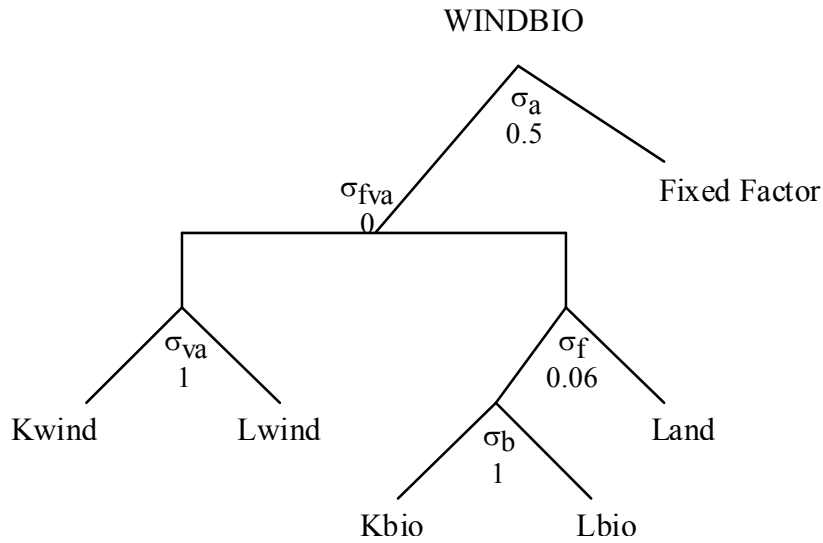 WINDBIO
σa
0.5
Fixed Factor
σfva
0
σva
1
σf
0.06
Kwind
Lwind
Land
σb
1
Kbio
Lbio